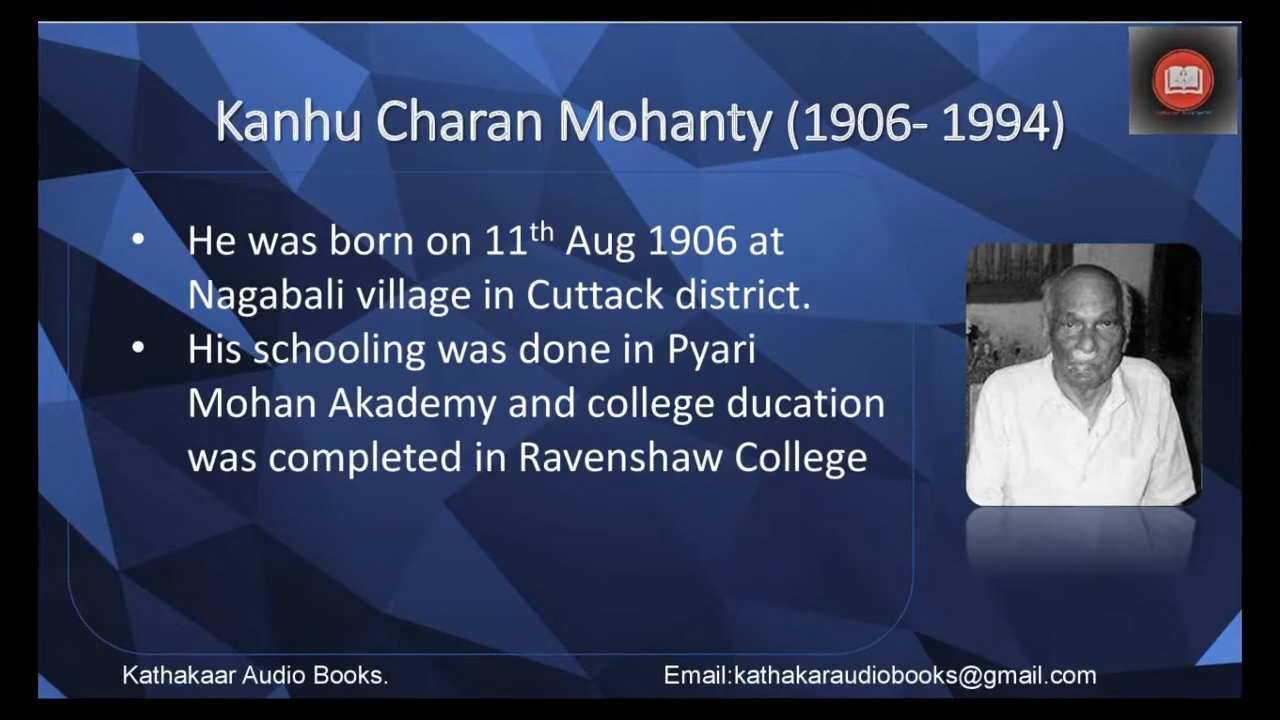 Kanhu Charan Mohanty (1906- 1994)
• He was born on 11th Aug 1906 at
Nagabali village in Cuttack district.
• His schooling was done in Pyari
Mohan Akademy and college ducation
was completed in Ravenshaw College
Kathakaar Audio Books.
Email:kathakaraudiobooks@gmail.com